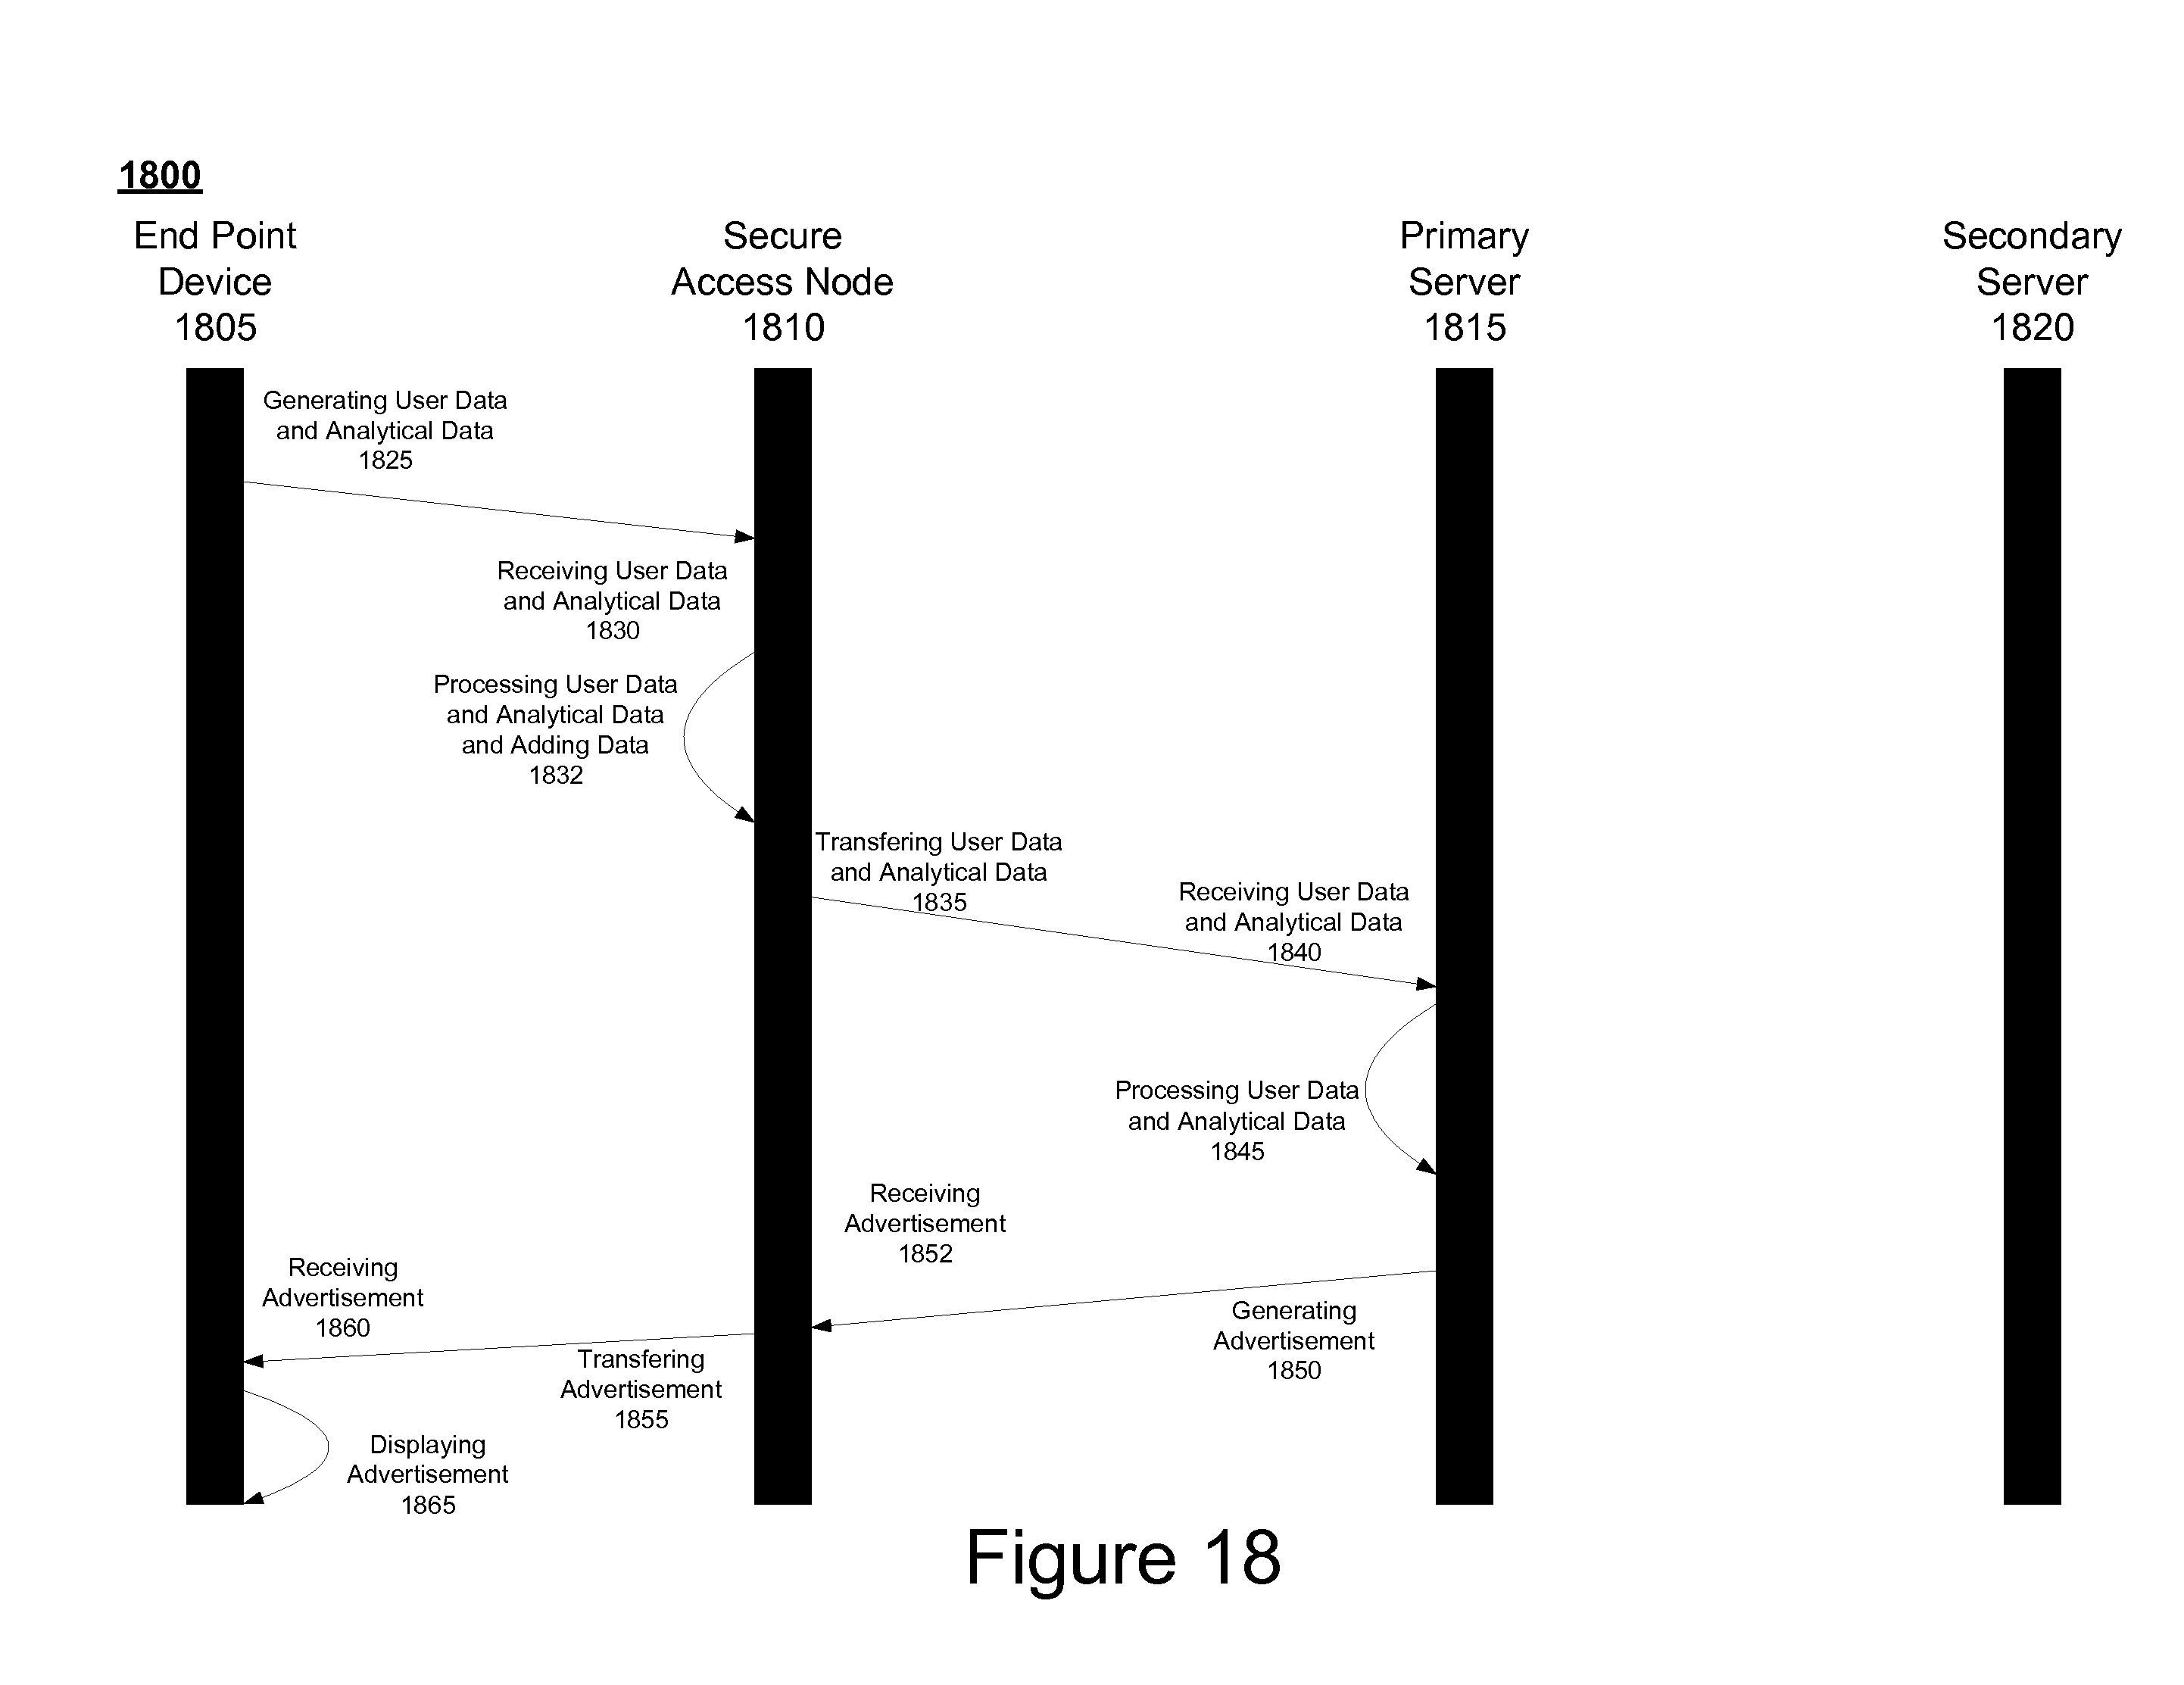 1800
End Point
Device
1805
Secure
Access Node
1810
Primary
Server
1815
Secondary
Server
1820
Generating User Data
and Analytical Data
1825
Receiving User Data
and Analytical Data
1830
Processing User Data
and Analytical Data
and Adding Data
1832
Transfering User Data
and Analytical Data
1835
Receiving User Data
and Analytical Data
1840
Processing User Data
and Analytical Data
1845
Receiving
Advertisement
1852
Generating
Advertisement
1850
Receiving
Advertisement
1860
Transfering
Advertisement
1855
Displaying
Advertisement
1865
Figure 18